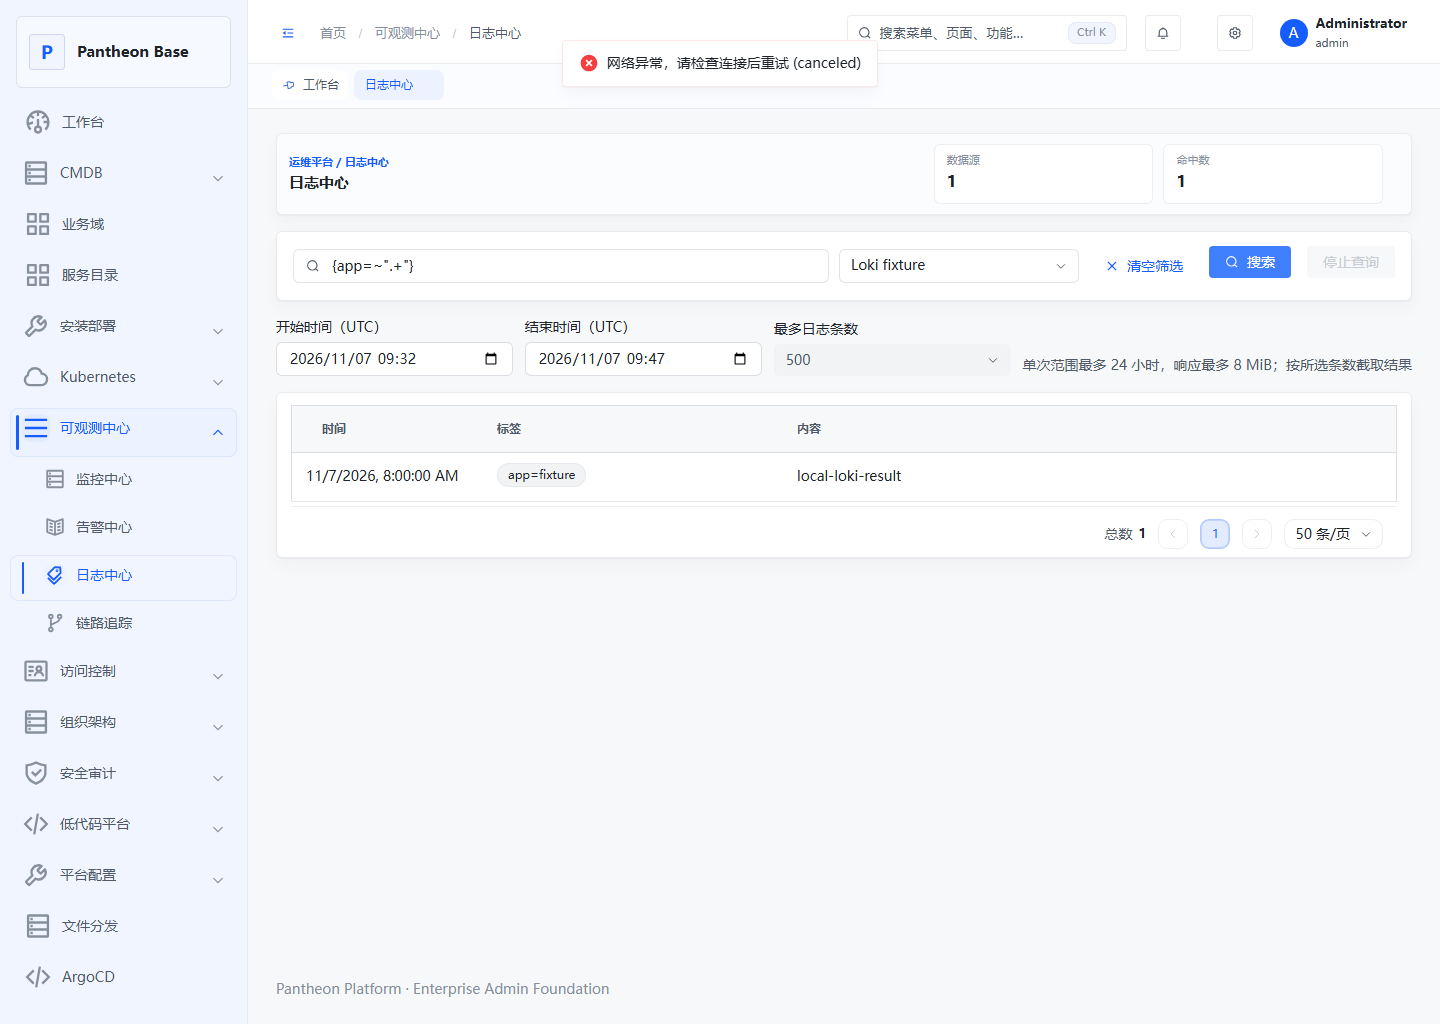 P
Pantheon Base
首页 / 可观测中心 / 日志中心
搜索菜单、页面、功能...
Ctrl K
A
Administrator
admin
网络异常，请检查连接后重试 (canceled)
工作台
日志中心
工作台
CMDB
业务域
服务目录
安装部署
Kubernetes
可观测中心
监控中心
告警中心
日志中心
链路追踪
访问控制
组织架构
安全审计
低代码平台
平台配置
文件分发
ArgoCD
运维平台 / 日志中心
日志中心
数据源
1
命中数
1
{app=~".+"}
Loki fixture
清空筛选
搜索
停止查询
开始时间（UTC）
2026/11/07 09:32
结束时间（UTC）
2026/11/07 09:47
最多日志条数
500
单次范围最多 24 小时，响应最多 8 MiB；按所选条数截取结果
时间 标签 内容
11/7/2026, 8:00:00 AM app=fixture local-loki-result
总数 1
1
50 条/页
Pantheon Platform · Enterprise Admin Foundation